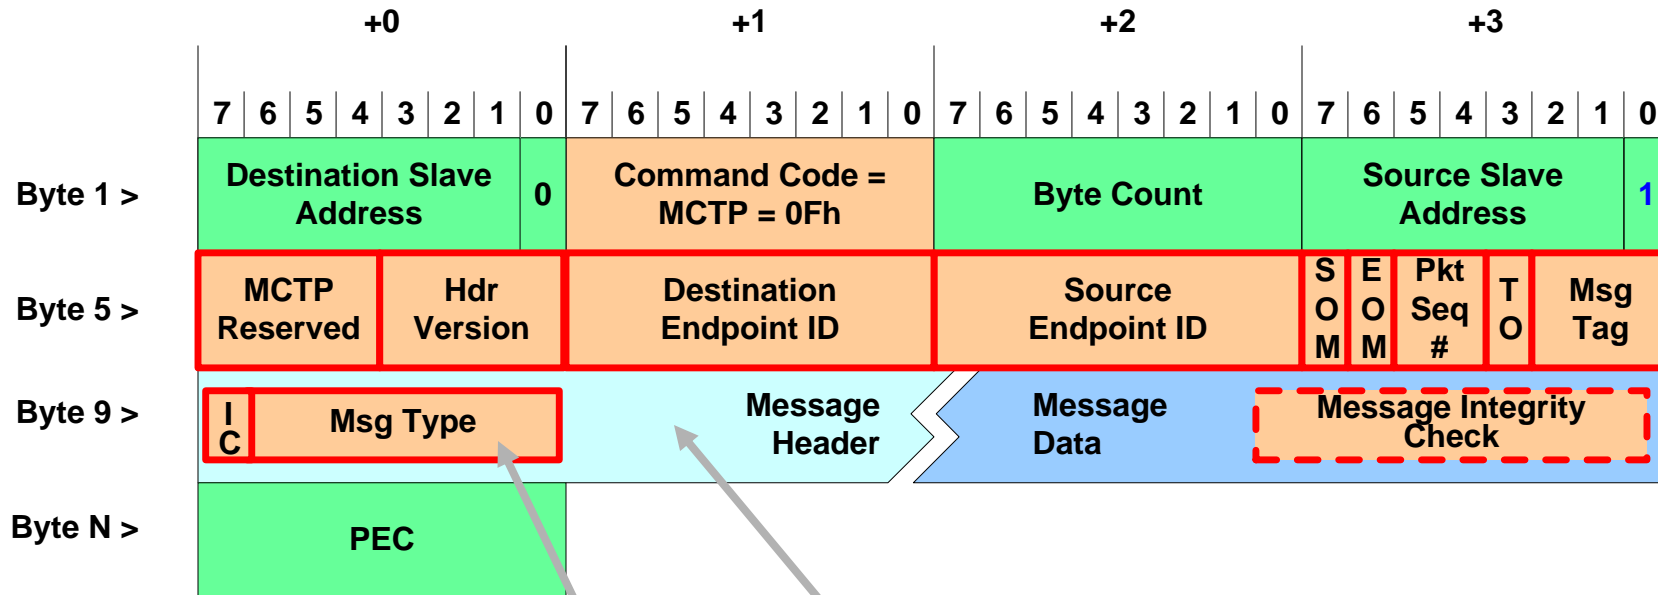 +0 +1 +2 +3
7 6 5 4 3 2 1 0 7 6 5 4 3 2 1 0 7 6 5 4 3 2 1 0 7 6 5 4 3 2 1 0
Byte 1 >
Destination Slave
Address
0
Command Code =
MCTP = 0Fh
Byte Count
Source Slave
Address
1
Byte 5 >
MCTP
Reserved
Hdr
Version
Destination
Endpoint ID
Source
Endpoint ID
SOM
EOM
Pkt
Seq
#
TO
Msg
Tag
Byte 9 >
IC
Msg Type
Message
Header
Message
Data
Message Integrity
Check
Byte N >
PEC